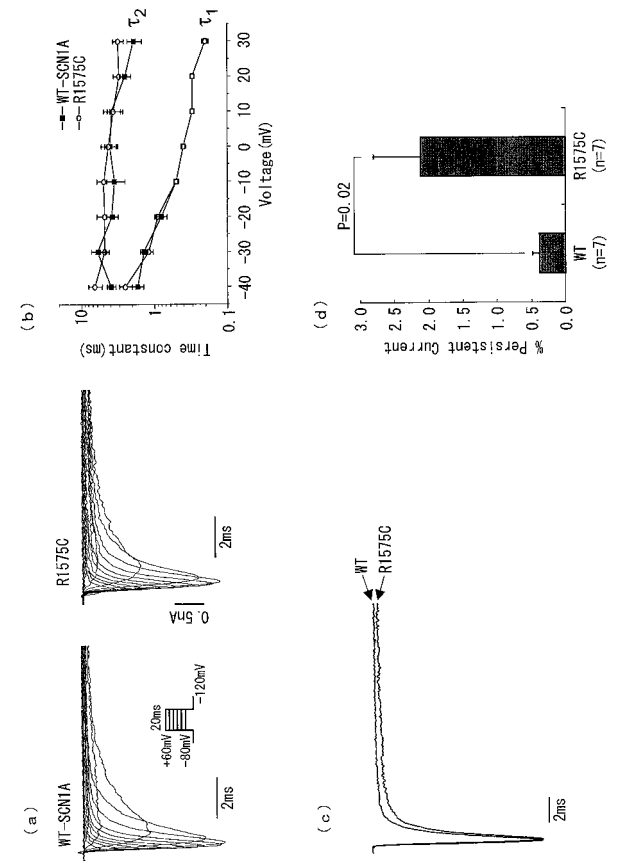 (a)
WT-SCN1A
R1575C
+60mV
20ms
-80mV
-120mV
2ms
0.5nA
2ms
(b)
Time constant(ms)
10
1
0.1
τ2
τ1
WT-SCN1A
R1575C
-40 -30 -20 -10 0 10 20 30
Voltage(mV)
(c)
WT
R1575C
2ms
(d)
% Persistent Current
3.0
2.5
2.0
1.5
1.0
0.5
0.0
P=0.02
WT
(n=7)
R1575C
(n=7)